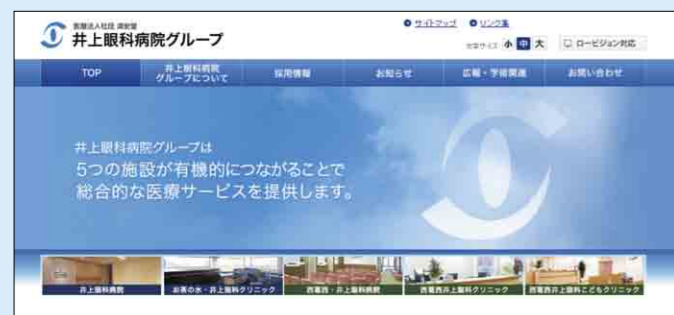 医療法人社団 済安堂
井上眼科病院グループ
サイトマップ リンク集
文字サイズ 小 中 大 ロービジョン対応
TOP
井上眼科病院
グループについて
採用情報
お知らせ
広報・学術関連
お問い合わせ
井上眼科病院グループは
5つの施設が有機的につながることで
総合的な医療サービスを提供します。
井上眼科病院
お茶の水・井上眼科クリニック
西葛西・井上眼科病院
西葛西井上眼科クリニック
西葛西井上眼科こどもクリニック